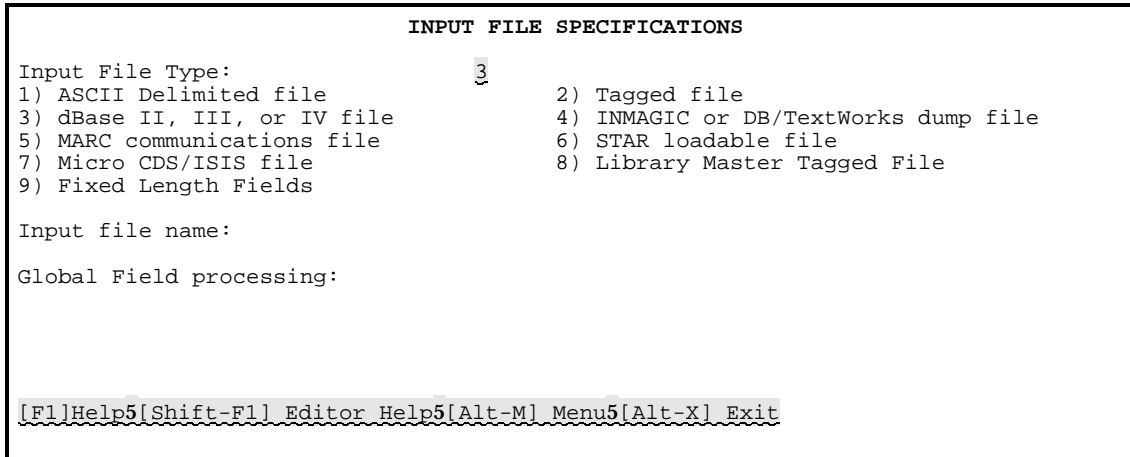 INPUT FILE SPECIFICATIONS
Input File Type: 3
1) ASCII Delimited file 2) Tagged file
3) dBase II, III, or IV file 4) INMAGIC or DB/TextWorks dump file
5) MARC communications file 6) STAR loadable file
7) Micro CDS/ISIS file 8) Library Master Tagged File
9) Fixed Length Fields
Input file name:
Global Field processing:
[F1]Help5[Shift-F1] Editor Help5[Alt-M] Menu5[Alt-X] Exit